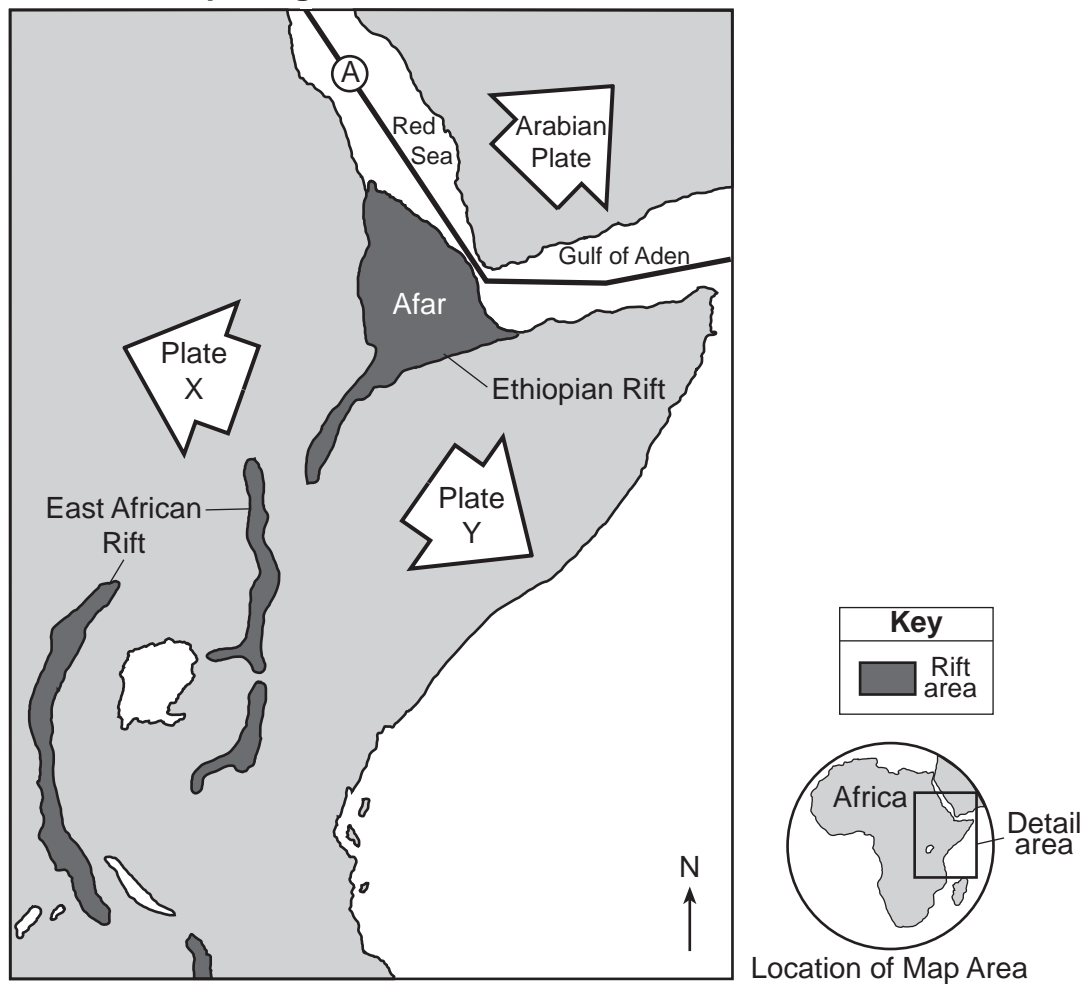 A
Red
Sea
Arabian
Plate
Gulf of Aden
Afar
Plate
X
Ethiopian Rift
East African
Rift
Plate
Y
Key
Rift
area
Africa
Detail
area
N
Location of Map Area